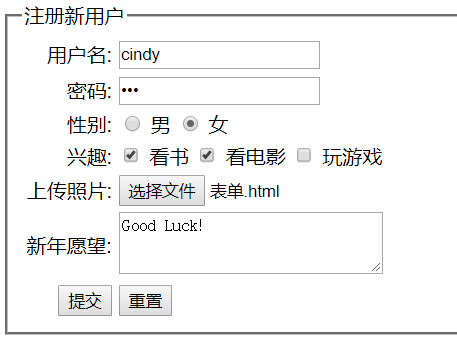 注册新用户
用户名: cindy
密码: •••
性别: 男 女
兴趣: 看书 看电影 玩游戏
上传照片: 选择文件 表单.html
新年愿望: Good Luck!
提交 重置